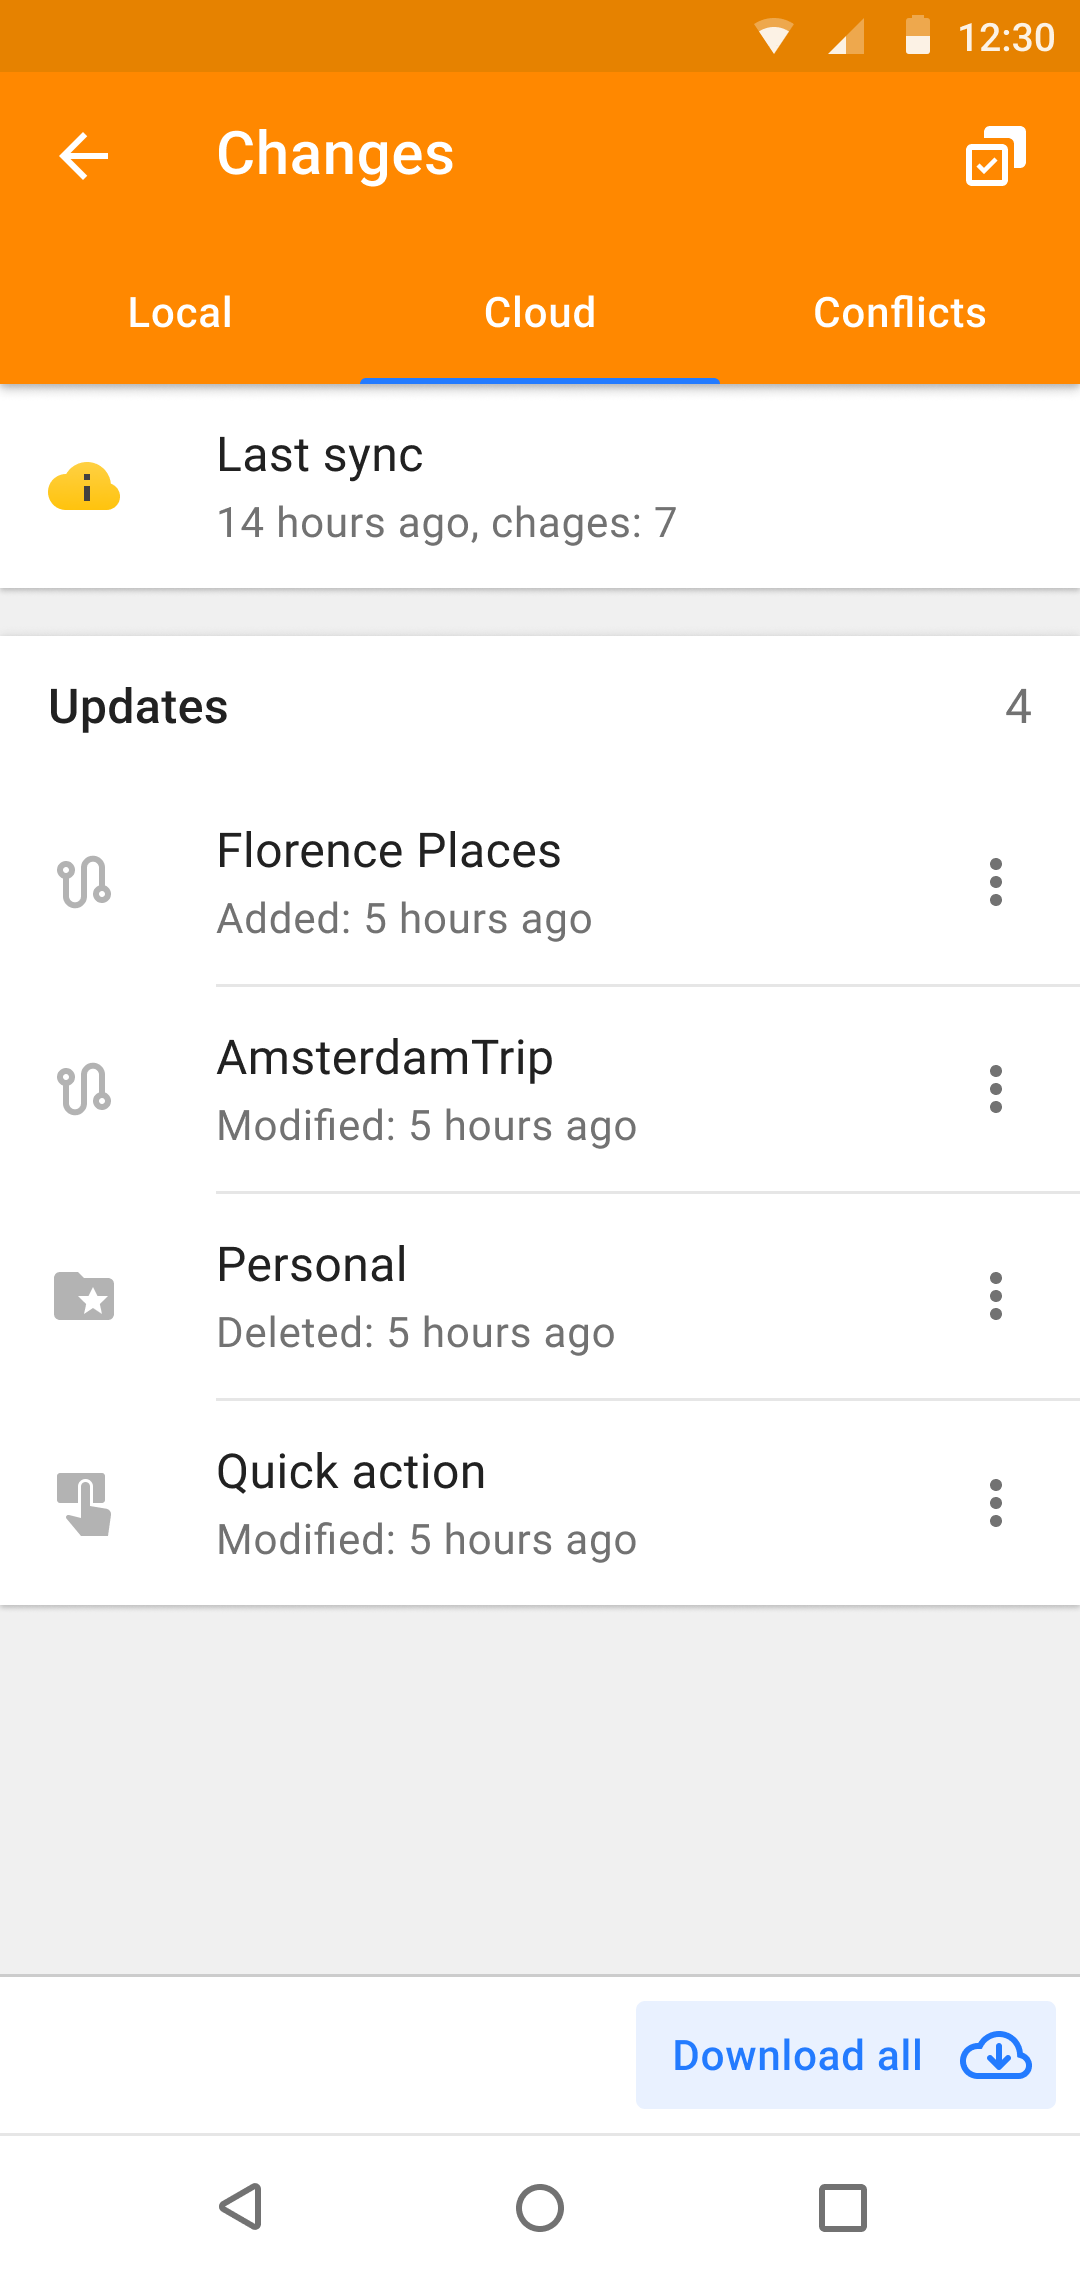 12:30
Changes
Local
Cloud
Conflicts
Last sync
14 hours ago, chages: 7
Updates
4
Florence Places
Added: 5 hours ago
AmsterdamTrip
Modified: 5 hours ago
Personal
Deleted: 5 hours ago
Quick action
Modified: 5 hours ago
Download all